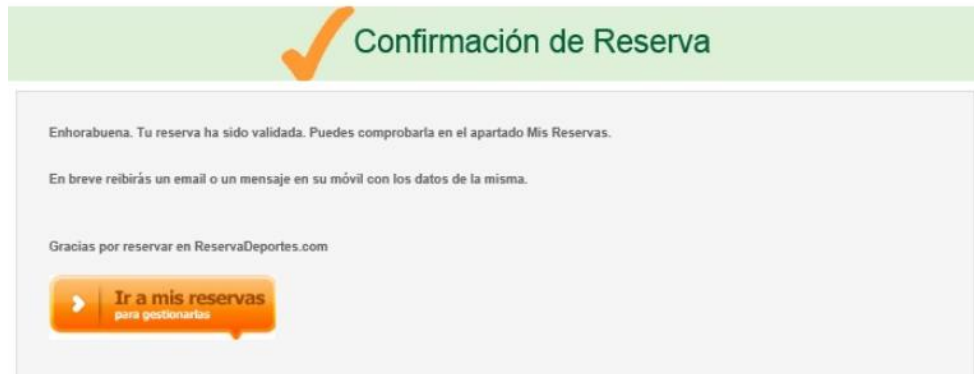 Confirmación de Reserva
Enhorabuena. Tu reserva ha sido validada. Puedes comprobarla en el apartado Mis Reservas.
En breve reibirás un email o un mensaje en su móvil con los datos de la misma.
Gracias por reservar en ReservaDeportes.com
Ir a mis reservas
para gestionarlas